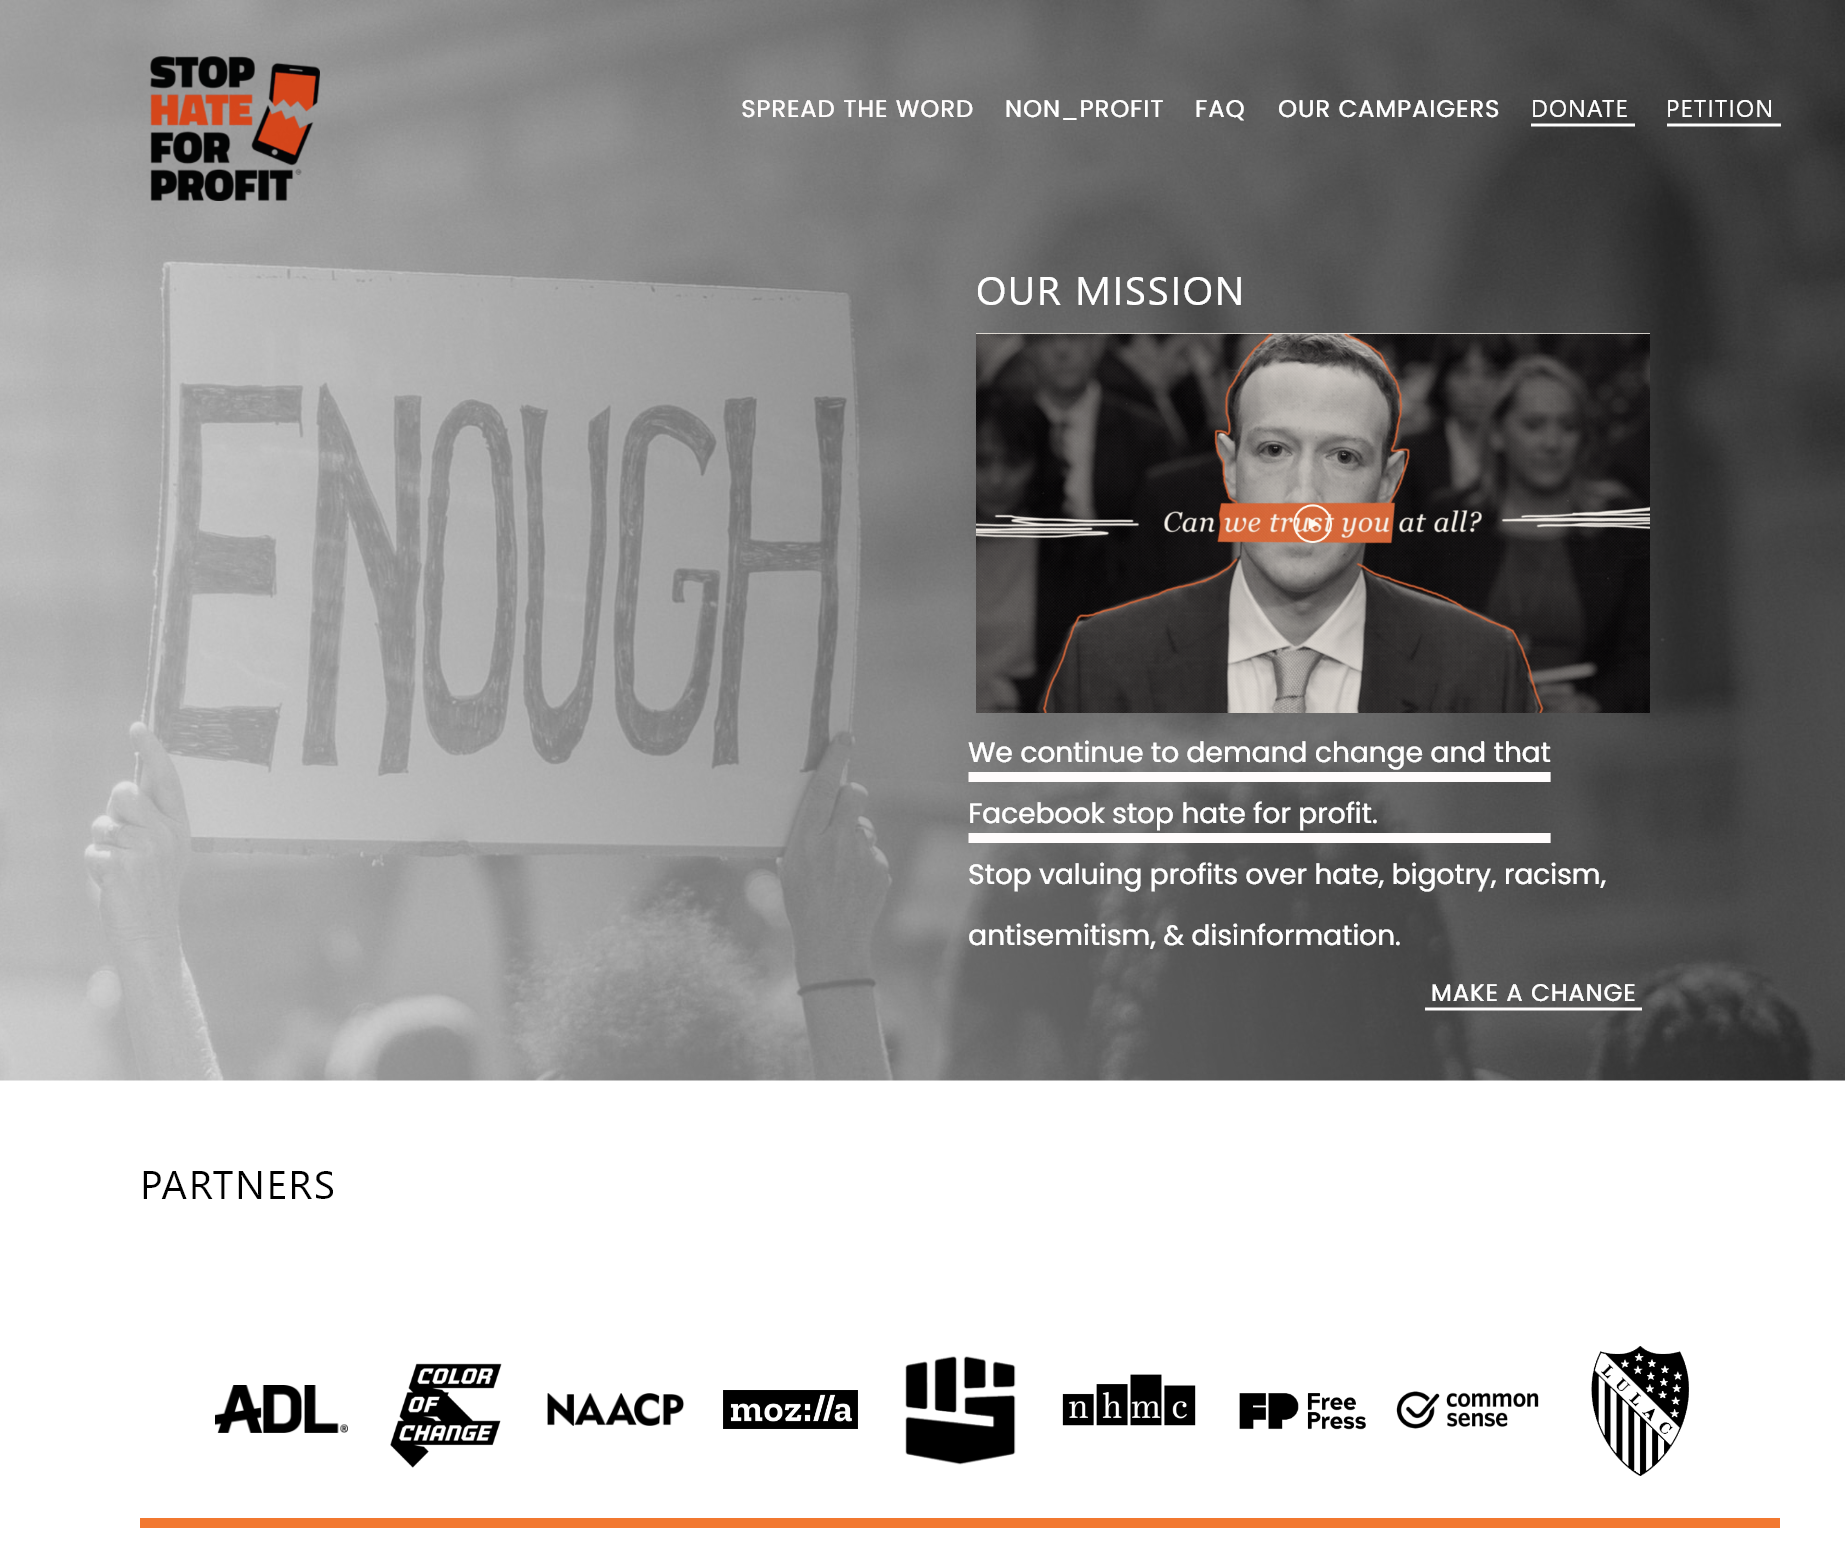 STOP
HATE
FOR
PROFIT®
SPREAD THE WORD NON_PROFIT FAQ OUR CAMPAIGERS DONATE PETITION
ENOUGH
OUR MISSION
Can we trust you at all?
We continue to demand change and that
Facebook stop hate for profit.
Stop valuing profits over hate, bigotry, racism,
antisemitism, & disinformation.
MAKE A CHANGE
PARTNERS
ADL®
COLOR
OF
CHANGE
NAACP
moz://a
nhmc
FP Free
Press
common
sense
LULAC